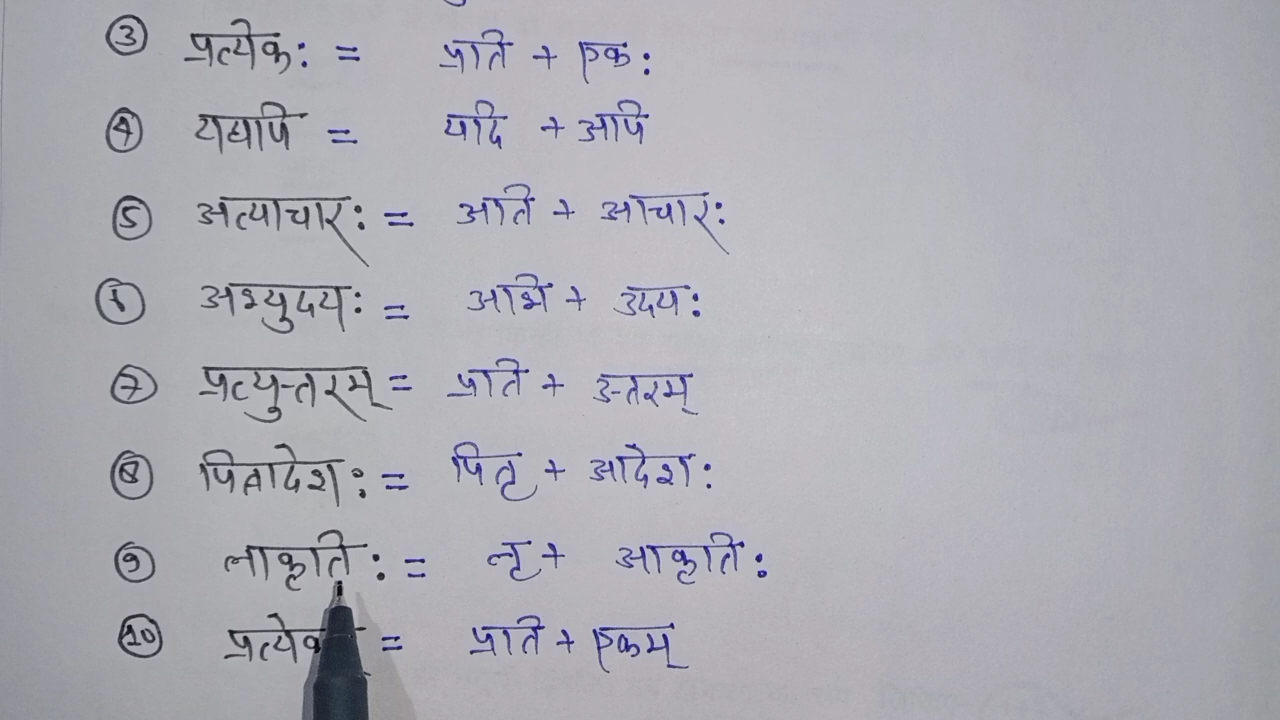 ③ प्रत्येक: = प्रति + एक:
④ यद्यपि = यदि + अपि
⑤ अत्याचार: = अति + आचार:
⑥ अभ्युदय: = अभि + उदय:
⑦ प्रत्युत्तरम् = प्रति + उत्तरम्
⑧ पित्रादेश: = पितृ + आदेश:
⑨ लाकृति: = लृ + आकृति:
⑩ = प्रति + एकम्